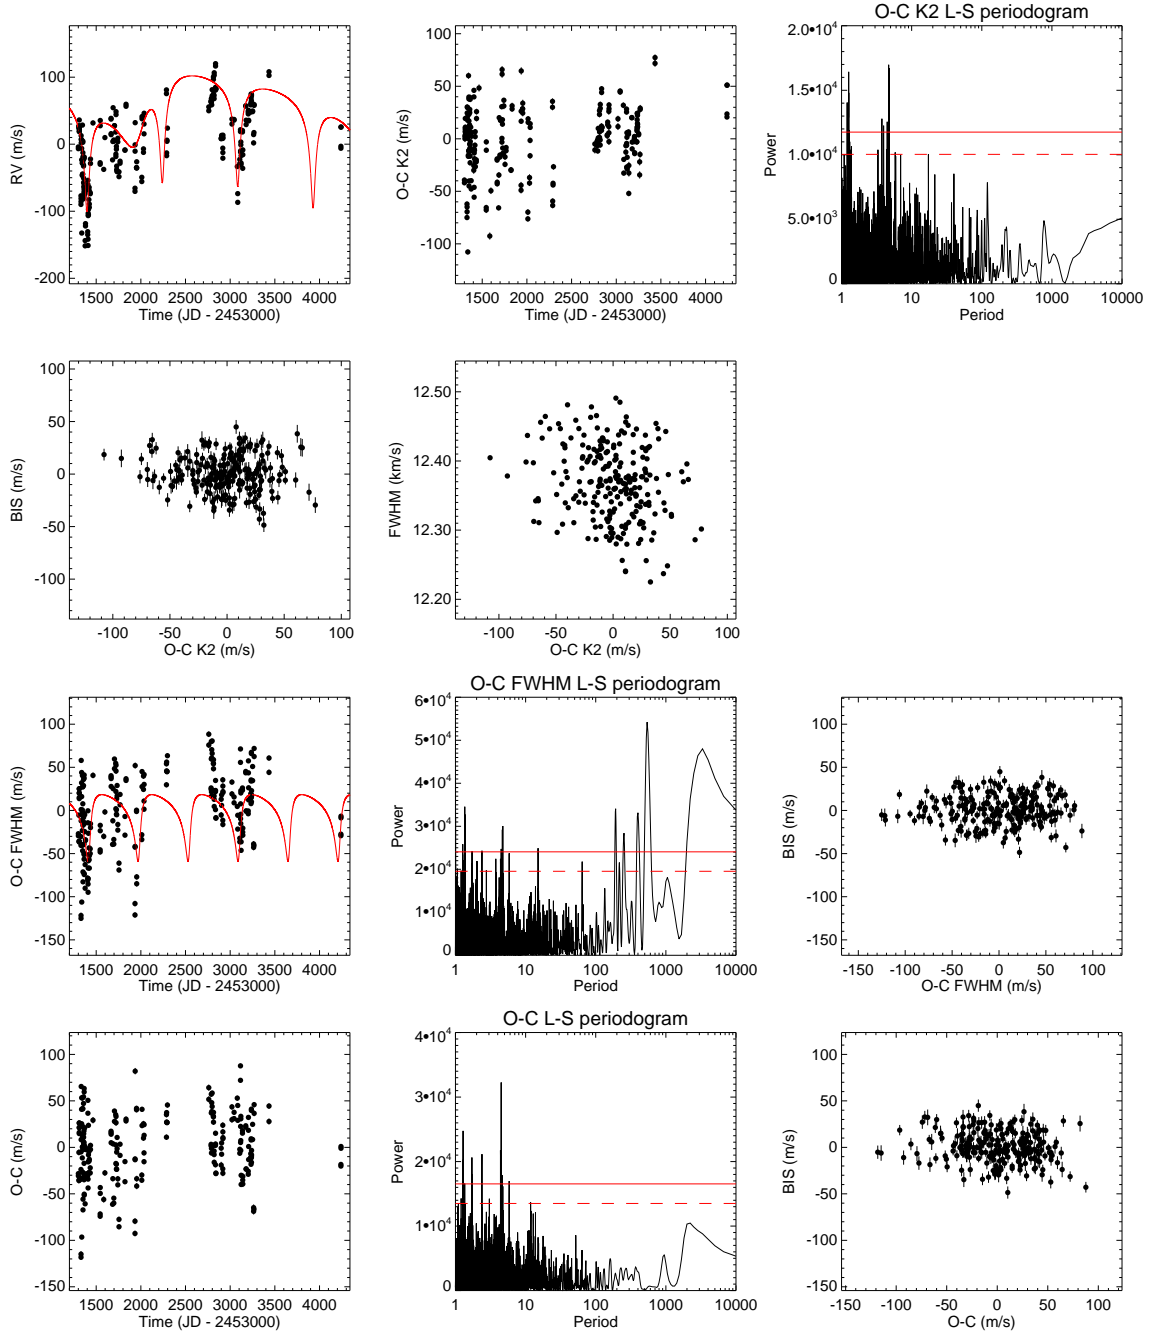 O-C K2 L-S periodogram
100
0
-100
-200
RV (m/s)
1500 2000 2500 3000 3500 4000
Time (JD - 2453000)
100
50
0
-50
-100
O-C K2 (m/s)
1500 2000 2500 3000 3500 4000
Time (JD - 2453000)
2.0•10⁴
1.5•10⁴
1.0•10⁴
5.0•10³
0
Power
1 10 100 1000 10000
Period
100
50
0
-50
-100
BIS (m/s)
-100 -50 0 50 100
O-C K2 (m/s)
12.50
12.40
12.30
12.20
FWHM (km/s)
-100 -50 0 50 100
O-C K2 (m/s)
O-C FWHM L-S periodogram
100
50
0
-50
-100
-150
O-C FWHM (m/s)
1500 2000 2500 3000 3500 4000
Time (JD - 2453000)
6•10⁴
5•10⁴
4•10⁴
3•10⁴
2•10⁴
1•10⁴
0
Power
1 10 100 1000 10000
Period
100
50
0
-50
-100
-150
BIS (m/s)
-150 -100 -50 0 50 100
O-C FWHM (m/s)
O-C L-S periodogram
100
50
0
-50
-100
-150
O-C (m/s)
1500 2000 2500 3000 3500 4000
Time (JD - 2453000)
4•10⁴
3•10⁴
2•10⁴
1•10⁴
0
Power
1 10 100 1000 10000
Period
100
50
0
-50
-100
-150
BIS (m/s)
-150 -100 -50 0 50 100
O-C (m/s)